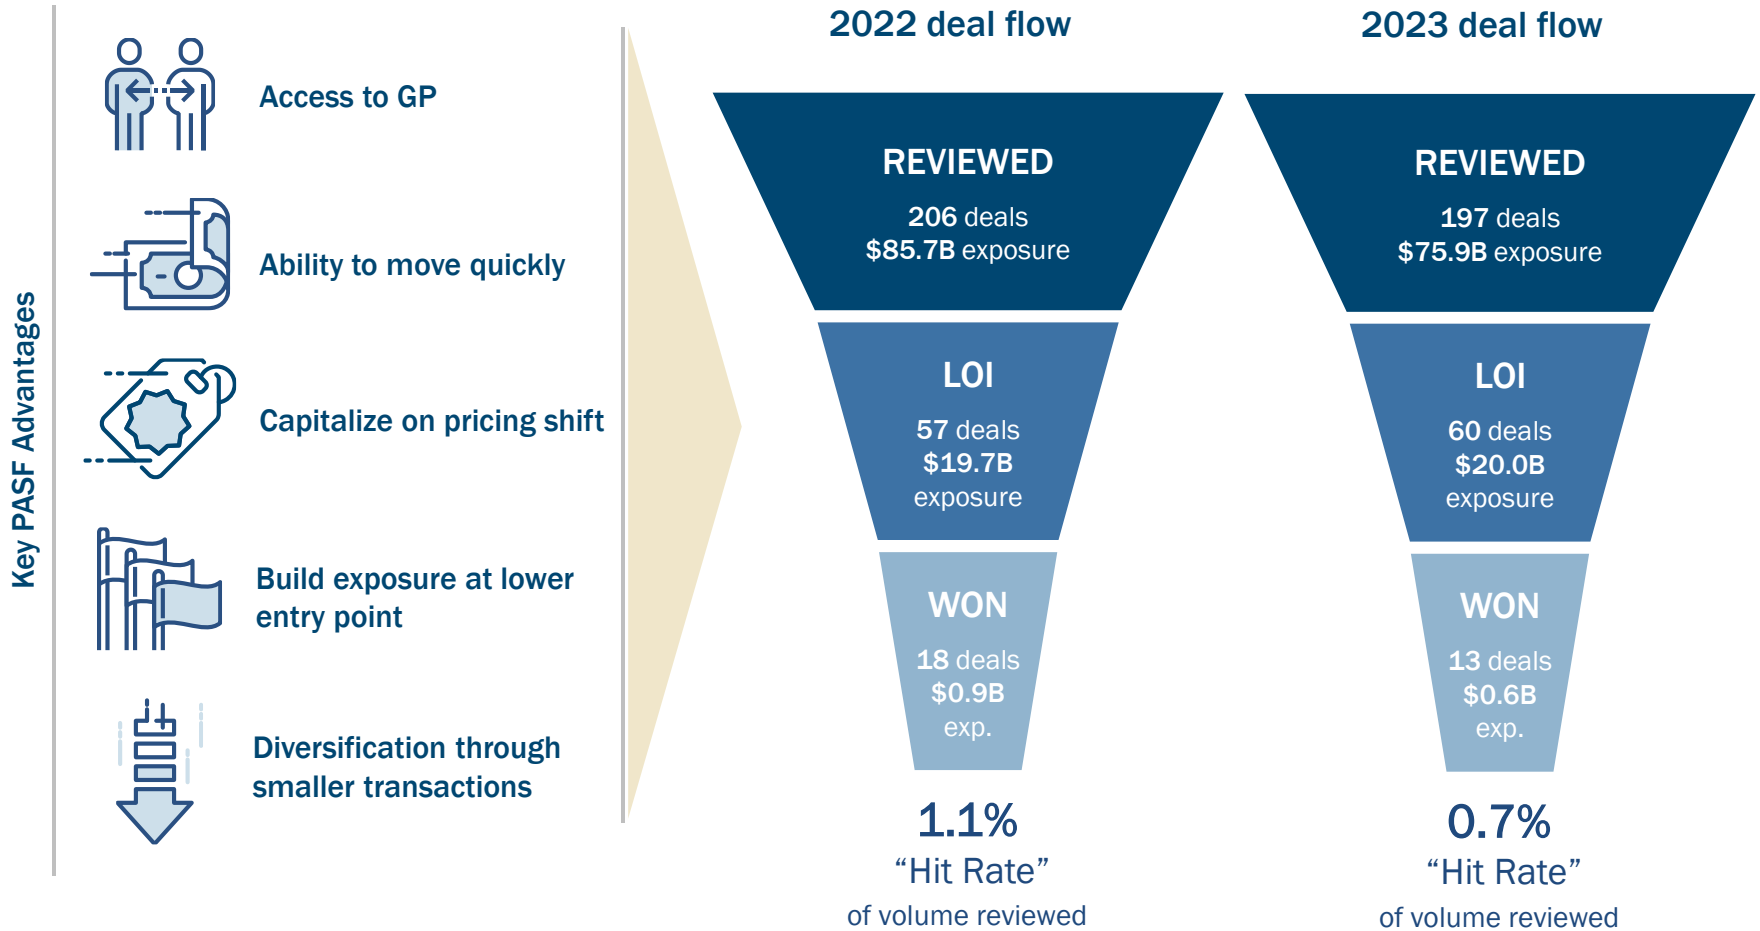 Key PASF Advantages
Access to GP
Ability to move quickly
Capitalize on pricing shift
Build exposure at lower
entry point
Diversification through
smaller transactions
2022 deal flow
REVIEWED
206 deals
$85.7B exposure
LOI
57 deals
$19.7B
exposure
WON
18 deals
$0.9B
exp.
1.1%
“Hit Rate”
of volume reviewed
2023 deal flow
REVIEWED
197 deals
$75.9B exposure
LOI
60 deals
$20.0B
exposure
WON
13 deals
$0.6B
exp.
0.7%
“Hit Rate”
of volume reviewed